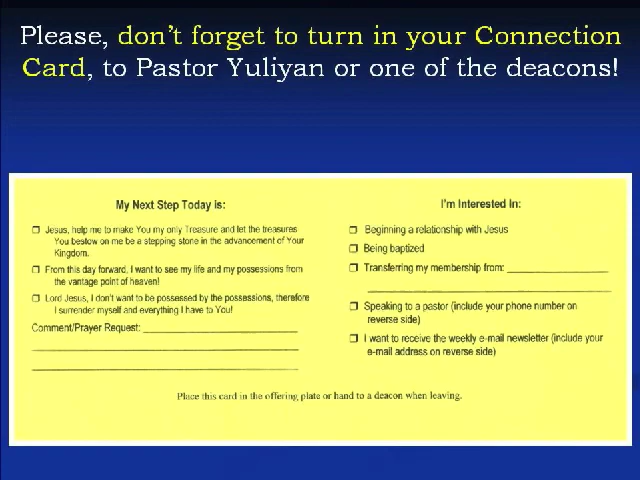 Please, don't forget to turn in your Connection
Card, to Pastor Yuliyan or one of the deacons!
My Next Step Today is:
Jesus, help me to make You my only Treasure and let the treasures
You bestow on me be a stepping stone in the advancement of Your
Kingdom.
From this day forward, I want to see my life and my possessions from
the vantage point of heaven!
Lord Jesus, I don't want to be possessed by the possessions, therefore
I surrender myself and everything I have to You!
Comment/Prayer Request:
I'm Interested In:
Beginning a relationship with Jesus
Being baptized
Transferring my membership from:
Speaking to a pastor (include your phone number on
reverse side)
I want to receive the weekly e-mail newsletter (include your
e-mail address on reverse side)
Place this card in the offering plate or hand to a deacon when leaving.